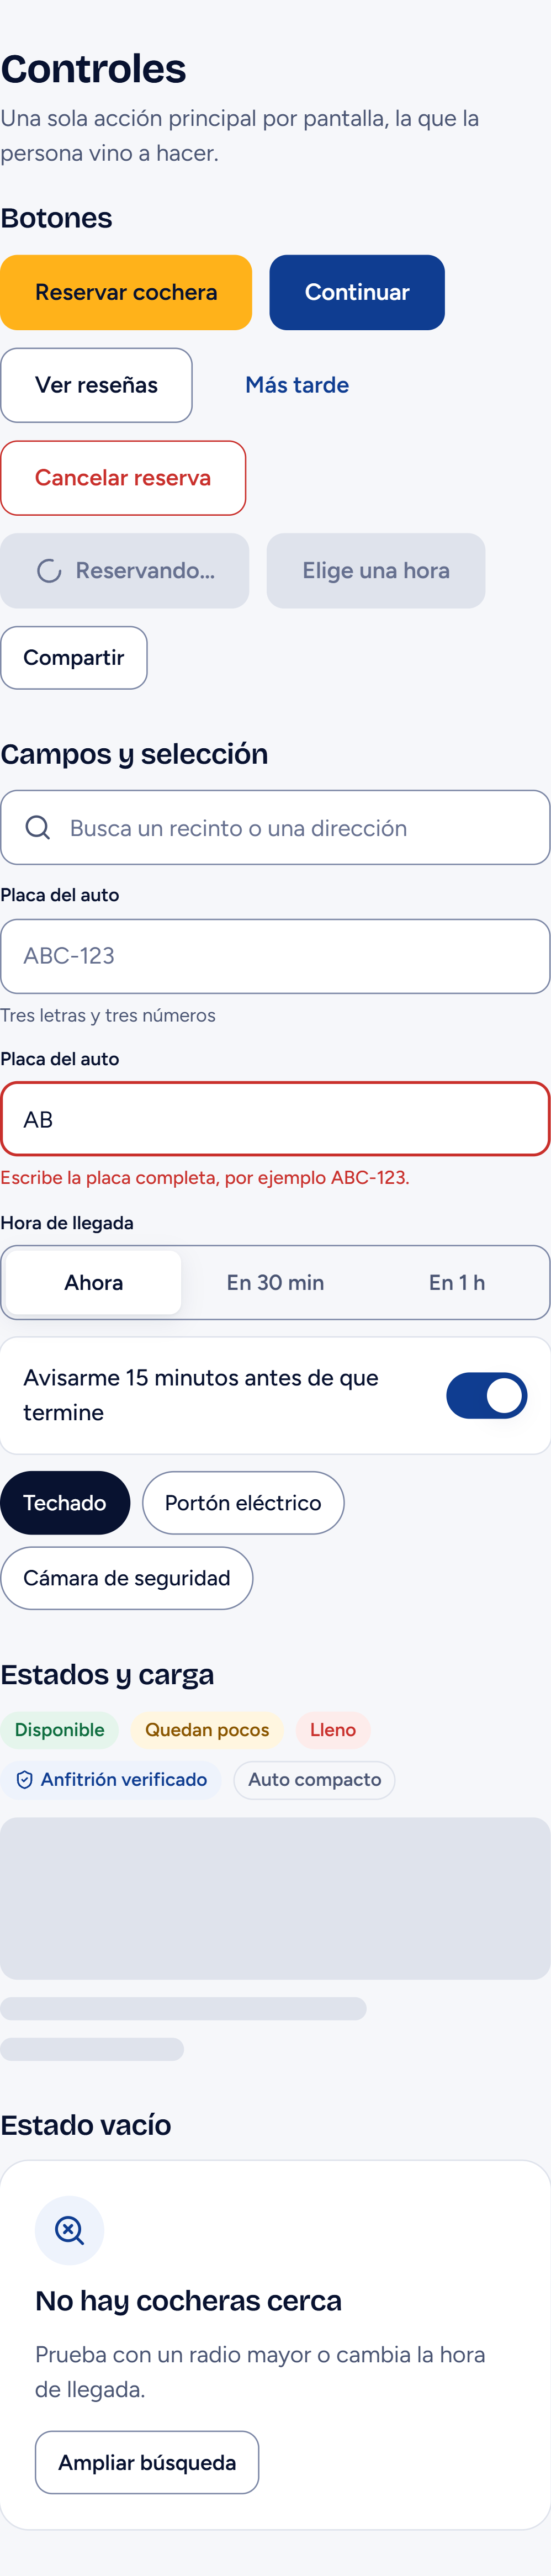 Controles
Una sola acción principal por pantalla, la que la
persona vino a hacer.
Botones
Reservar cochera
Continuar
Ver reseñas
Más tarde
Cancelar reserva
Reservando...
Elige una hora
Compartir
Campos y selección
Busca un recinto o una dirección
Placa del auto
ABC-123
Tres letras y tres números
Placa del auto
AB
Escribe la placa completa, por ejemplo ABC-123.
Hora de llegada
Ahora
En 30 min
En 1 h
Avisarme 15 minutos antes de que
termine
Techado
Portón eléctrico
Cámara de seguridad
Estados y carga
Disponible
Quedan pocos
Lleno
Anfitrión verificado
Auto compacto
Estado vacío
No hay cocheras cerca
Prueba con un radio mayor o cambia la hora
de llegada.
Ampliar búsqueda